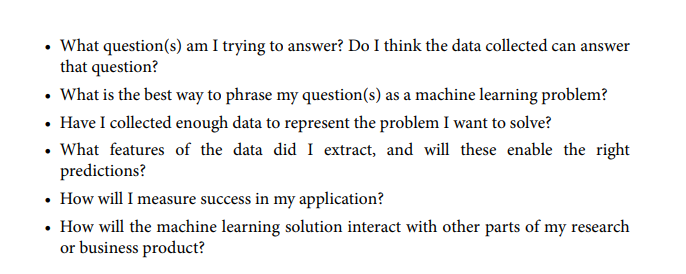 • What question(s) am I trying to answer? Do I think the data collected can answer
that question?
• What is the best way to phrase my question(s) as a machine learning problem?
• Have I collected enough data to represent the problem I want to solve?
• What features of the data did I extract, and will these enable the right
predictions?
• How will I measure success in my application?
• How will the machine learning solution interact with other parts of my research
or business product?